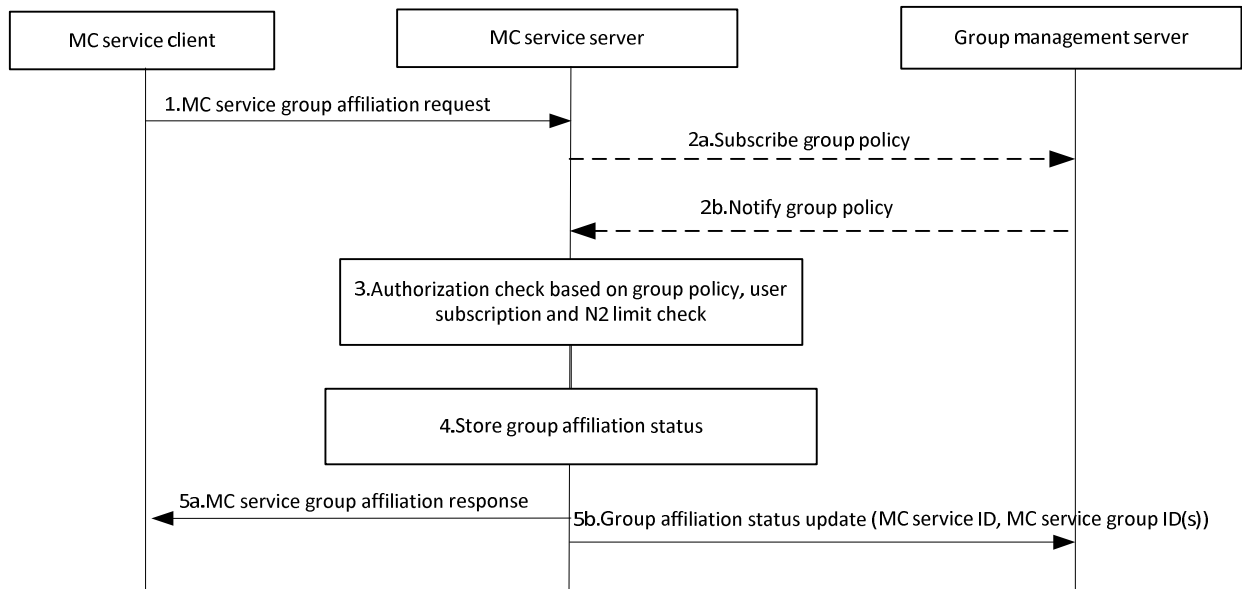 MC service client
MC service server
Group management server
1.MC service group affiliation request
2a.Subscribe group policy
2b.Notify group policy
3.Authorization check based on group policy, user
subscription and N2 limit check
4.Store group affiliation status
5a.MC service group affiliation response
5b.Group affiliation status update (MC service ID, MC service group ID(s))